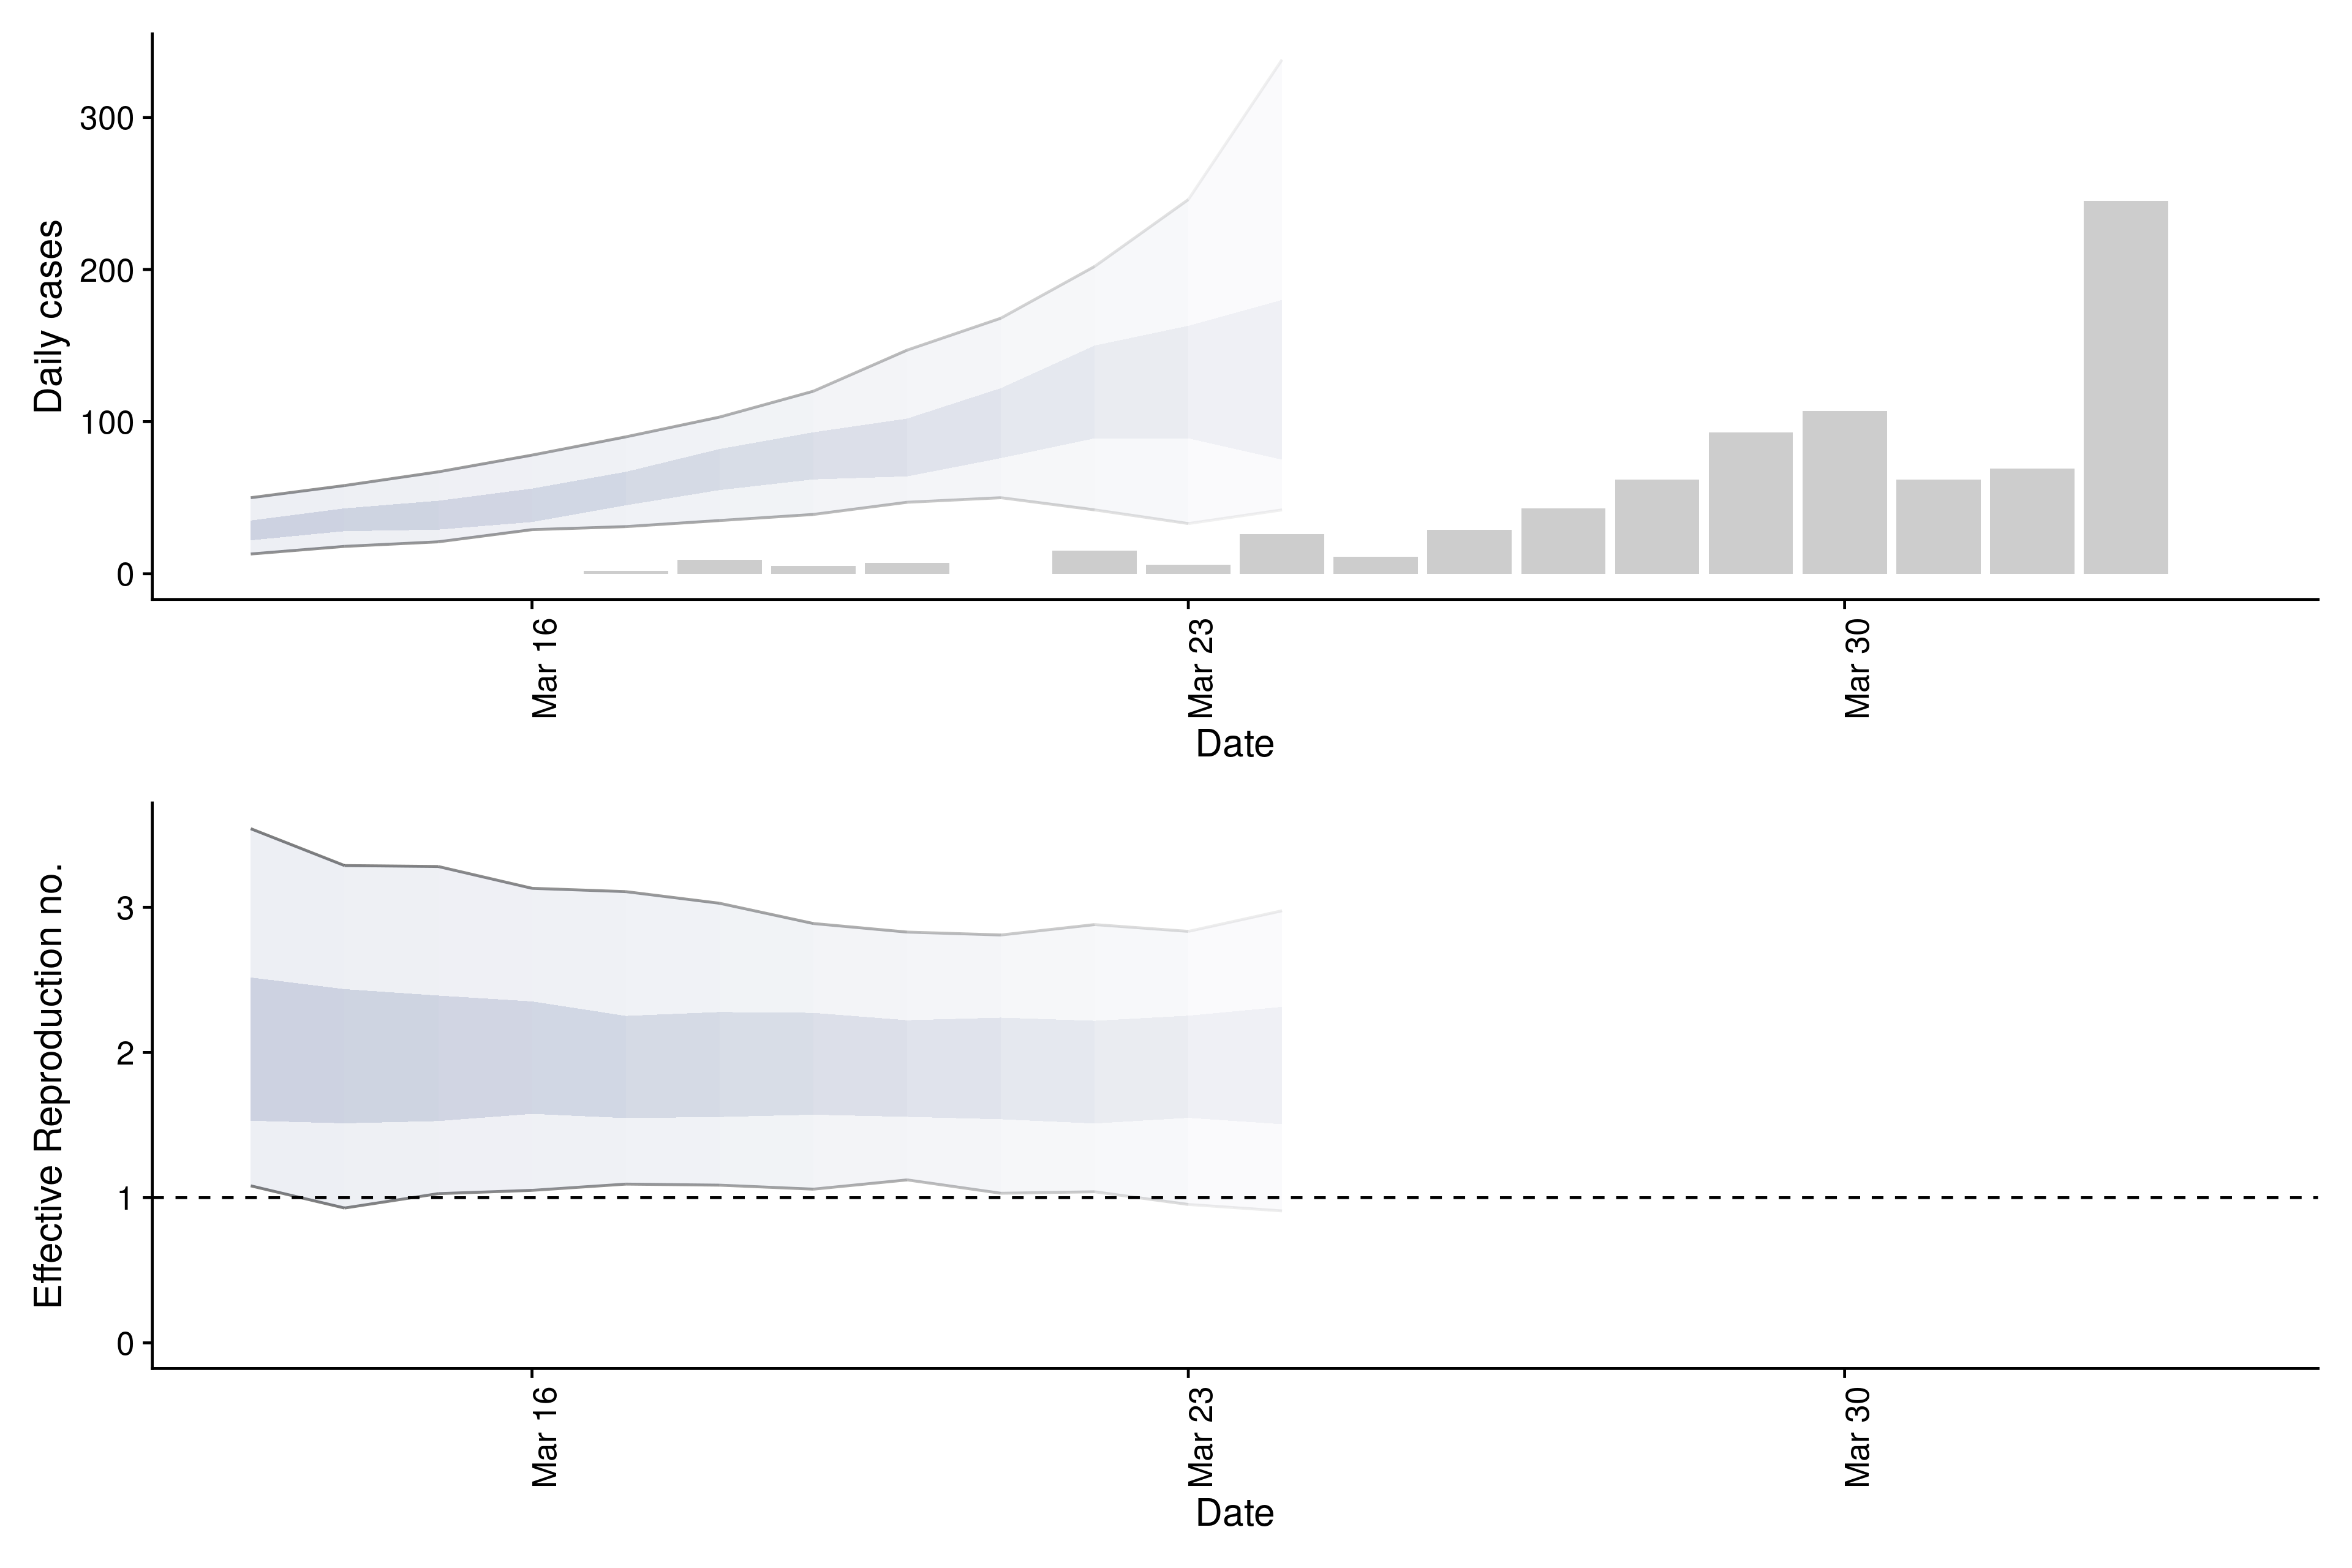 Daily cases
300
200
100
0
Mar 16
Mar 23
Mar 30
Date
Effective Reproduction no.
3
2
1
0
Mar 16
Mar 23
Mar 30
Date